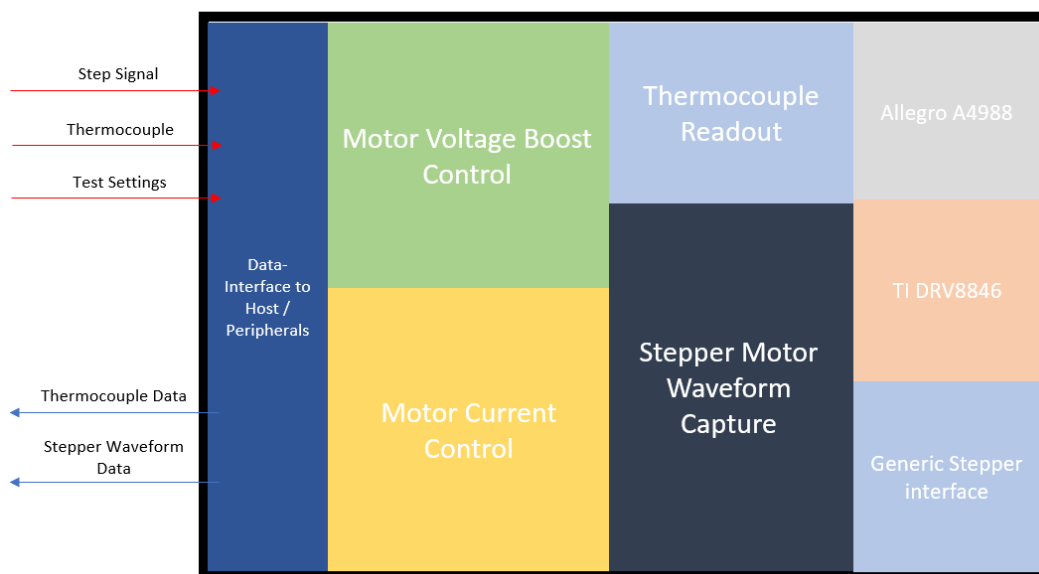 Step Signal
Thermocouple
Test Settings
Thermocouple Data
Stepper Waveform
Data
Data-
Interface to
Host /
Peripherals
Motor Voltage Boost
Control
Motor Current
Control
Thermocouple
Readout
Stepper Motor
Waveform
Capture
Allegro A4988
TI DRV8846
Generic Stepper
interface